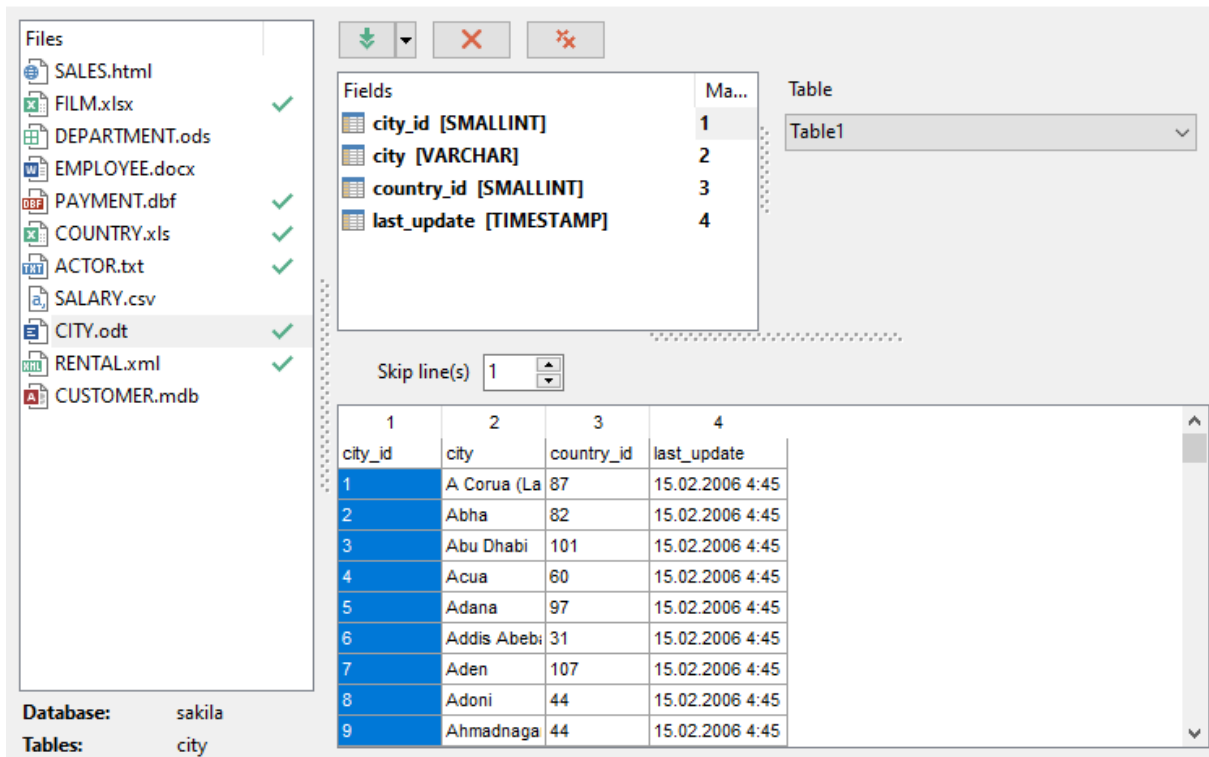 Files
SALES.html
FILM.xlsx
DEPARTMENT.ods
EMPLOYEE.docx
PAYMENT.dbf
COUNTRY.xls
ACTOR.txt
SALARY.csv
CITY.odt
RENTAL.xml
CUSTOMER.mdb
Database: sakila
Tables: city
Fields Ma...
city_id [SMALLINT] 1
city [VARCHAR] 2
country_id [SMALLINT] 3
last_update [TIMESTAMP] 4
Table
Table1
Skip line(s) 1
1 2 3 4
city_id city country_id last_update
1 A Corua (La 87 15.02.2006 4:45
2 Abha 82 15.02.2006 4:45
3 Abu Dhabi 101 15.02.2006 4:45
4 Acua 60 15.02.2006 4:45
5 Adana 97 15.02.2006 4:45
6 Addis Abeb 31 15.02.2006 4:45
7 Aden 107 15.02.2006 4:45
8 Adoni 44 15.02.2006 4:45
9 Ahmadnaga 44 15.02.2006 4:45